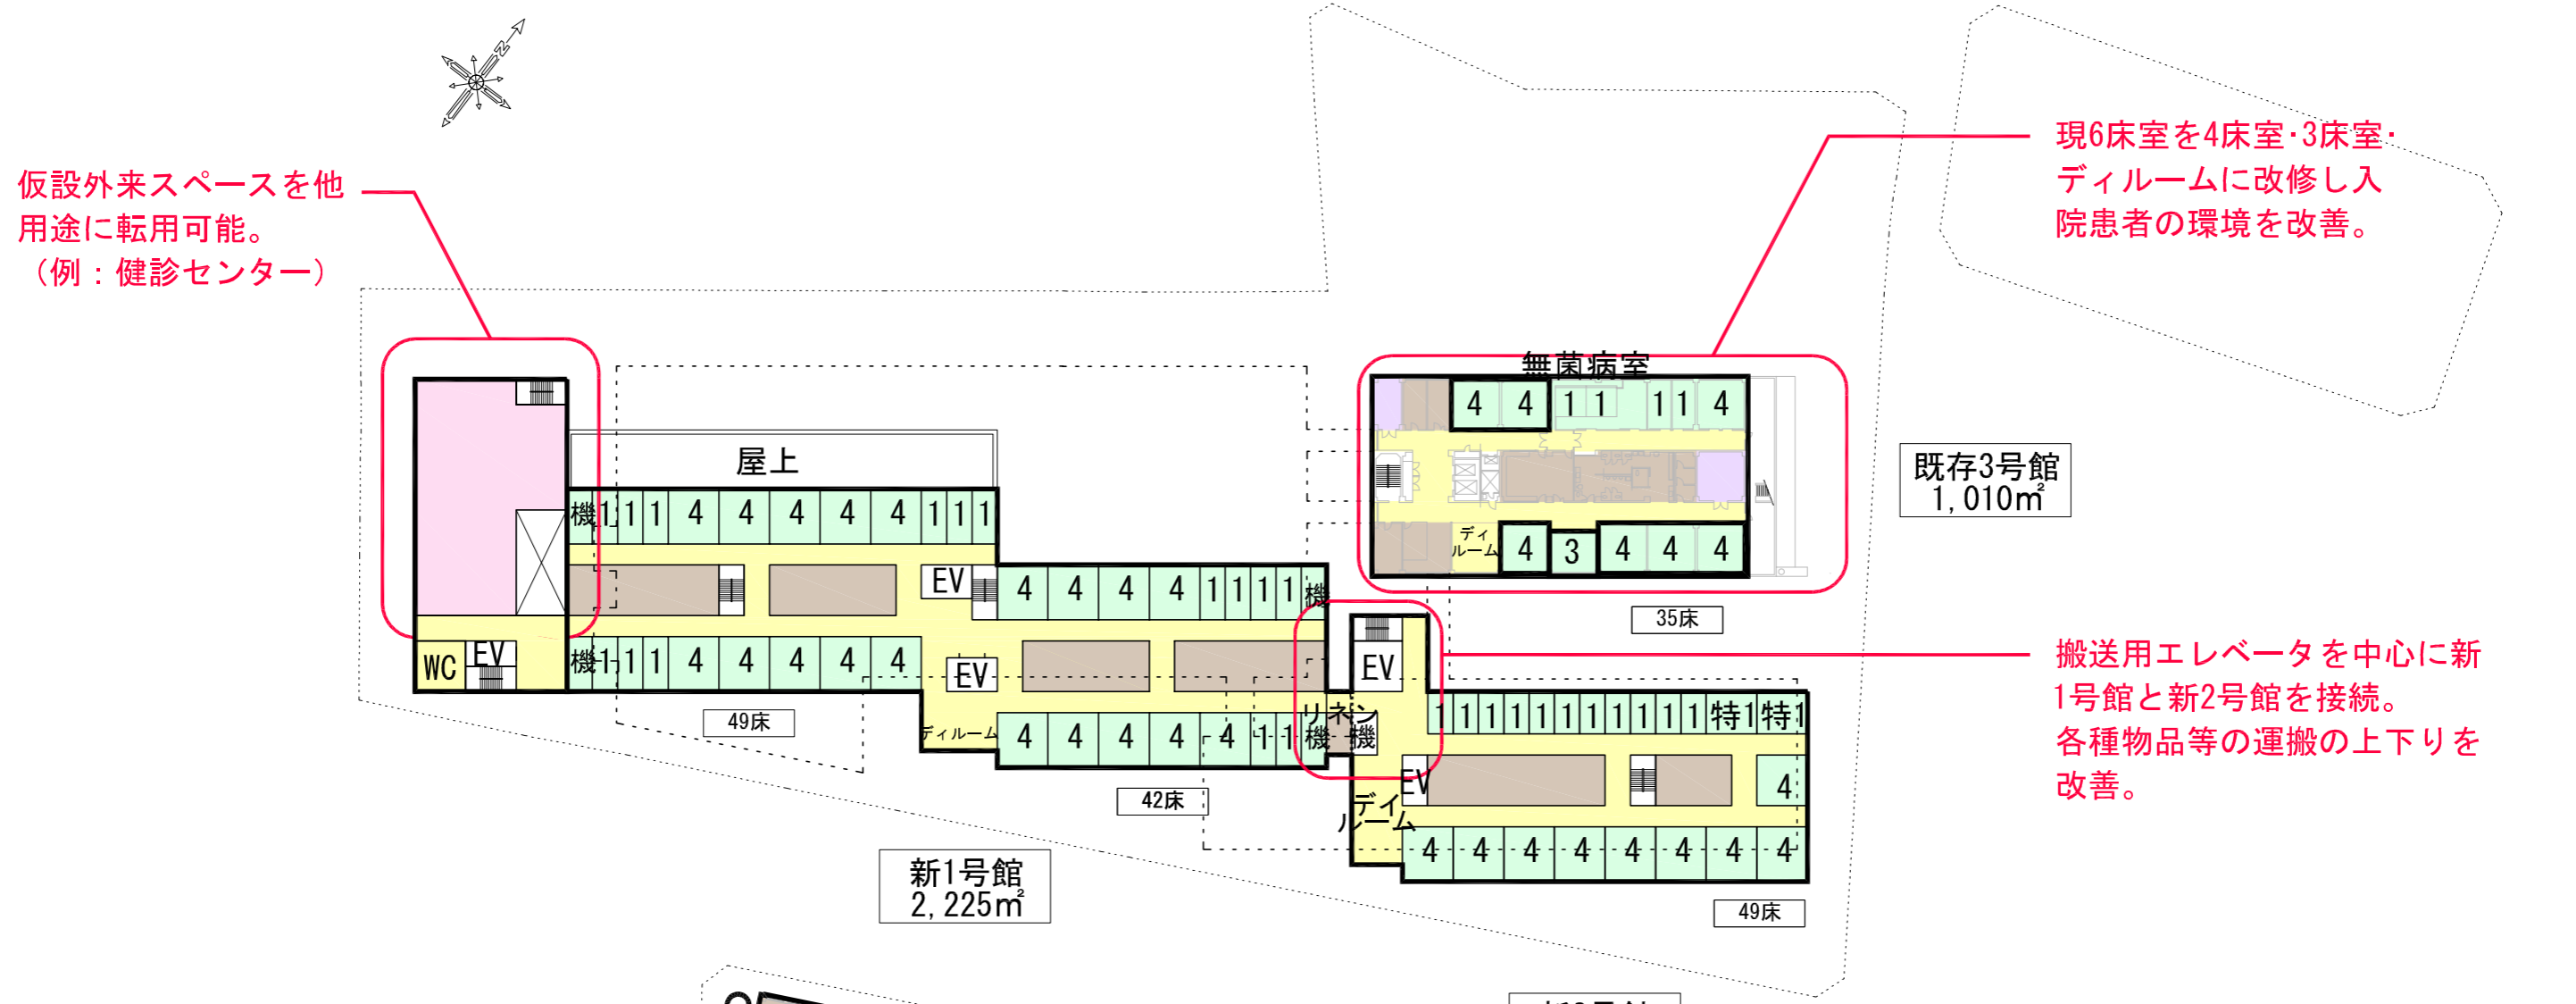 N
現6床室を4床室・3床室・
ディルームに改修し入
院患者の環境を改善。
仮設外来スペースを他
用途に転用可能。
（例：健診センター）
無菌病室
4 4 1 1 1 1 4
ディ
ルーム
4 3 4 4 4
35床
既存3号館
1,010㎡
屋上
機 1 1 1 4 4 4 4 4 1 1 1
EV
4 4 4 4 1 1 1 1 機
WC
EV
機 1 1 1 4 4 4 4 4
EV
ディルーム
4 4 4 4 4 1 1 機
49床
42床
EV
リネン
機
搬送用エレベータを中心に新
1号館と新2号館を接続。
各種物品等の運搬の上下りを
改善。
1 1 1 1 1 1 1 1 1 1 1 特1 特1
EV
4
デイ
ルーム
4 4 4 4 4 4 4 4
新1号館
2,225㎡
49床